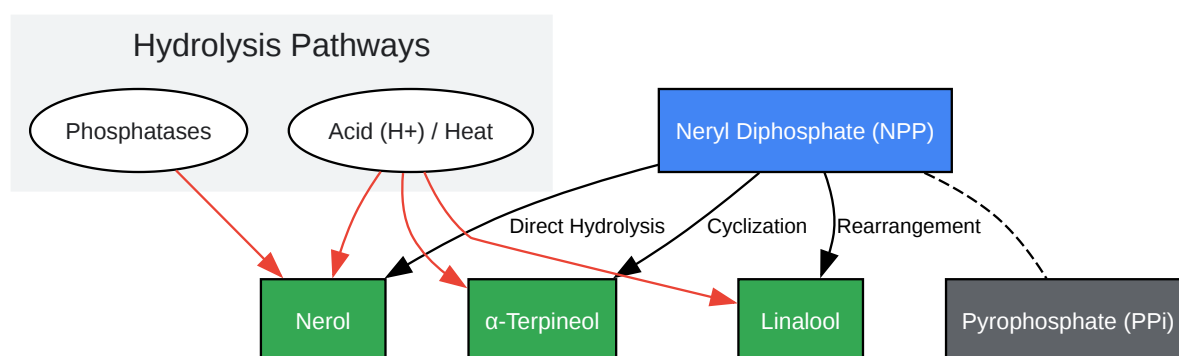 Hydrolysis Pathways
Phosphatases
Acid (H+) / Heat
Neryl Diphosphate (NPP)
Direct Hydrolysis
Cyclization
Rearrangement
Nerol
α-Terpineol
Linalool
Pyrophosphate (PPi)